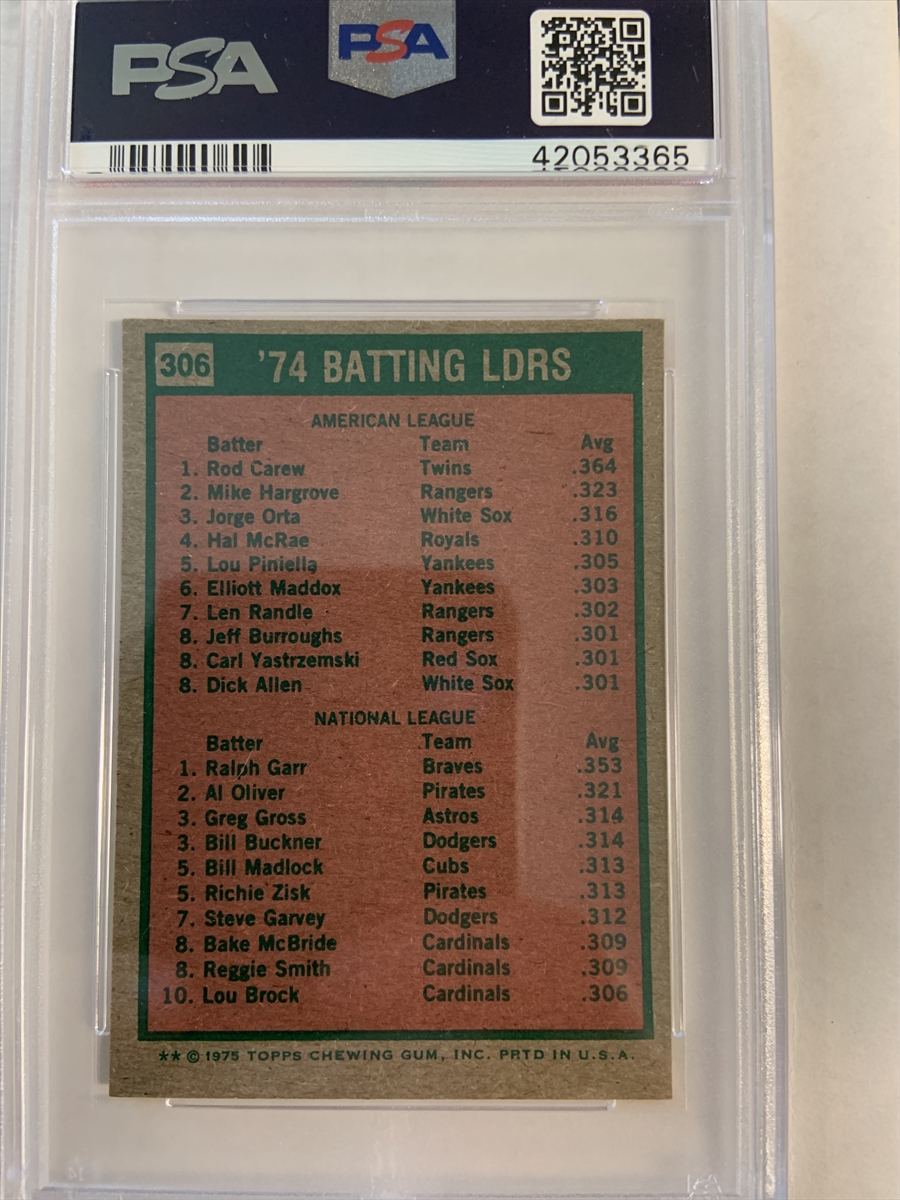 PSA PSA
42053365
306 '74 BATTING LDRS
AMERICAN LEAGUE
Batter Team Avg
1. Rod Carew Twins .364
2. Mike Hargrove Rangers .323
3. Jorge Orta White Sox .316
4. Hal McRae Royals .310
5. Lou Piniella Yankees .305
6. Elliott Maddox Yankees .303
7. Len Randle Rangers .302
8. Jeff Burroughs Rangers .301
8. Carl Yastrzemski Red Sox .301
8. Dick Allen White Sox .301
NATIONAL LEAGUE
Batter Team Avg
1. Ralph Garr Braves .353
2. Al Oliver Pirates .321
3. Greg Gross Astros .314
3. Bill Buckner Dodgers .314
5. Bill Madlock Cubs .313
5. Richie Zisk Pirates .313
7. Steve Garvey Dodgers .312
8. Bake McBride Cardinals .309
8. Reggie Smith Cardinals .309
10. Lou Brock Cardinals .306
** © 1975 TOPPS CHEWING GUM, INC. PRTD IN U.S.A.